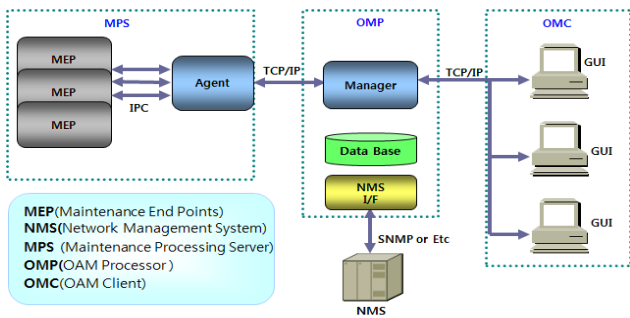 MPS
OMP
OMC
MEP
MEP
MEP
IPC
Agent
TCP/IP
Manager
TCP/IP
GUI
GUI
GUI
Data Base
NMS
I/F
SNMP or Etc
NMS
MEP(Maintenance End Points)
NMS(Network Management System)
MPS (Maintenance Processing Server)
OMP(OAM Processor)
OMC(OAM Client)